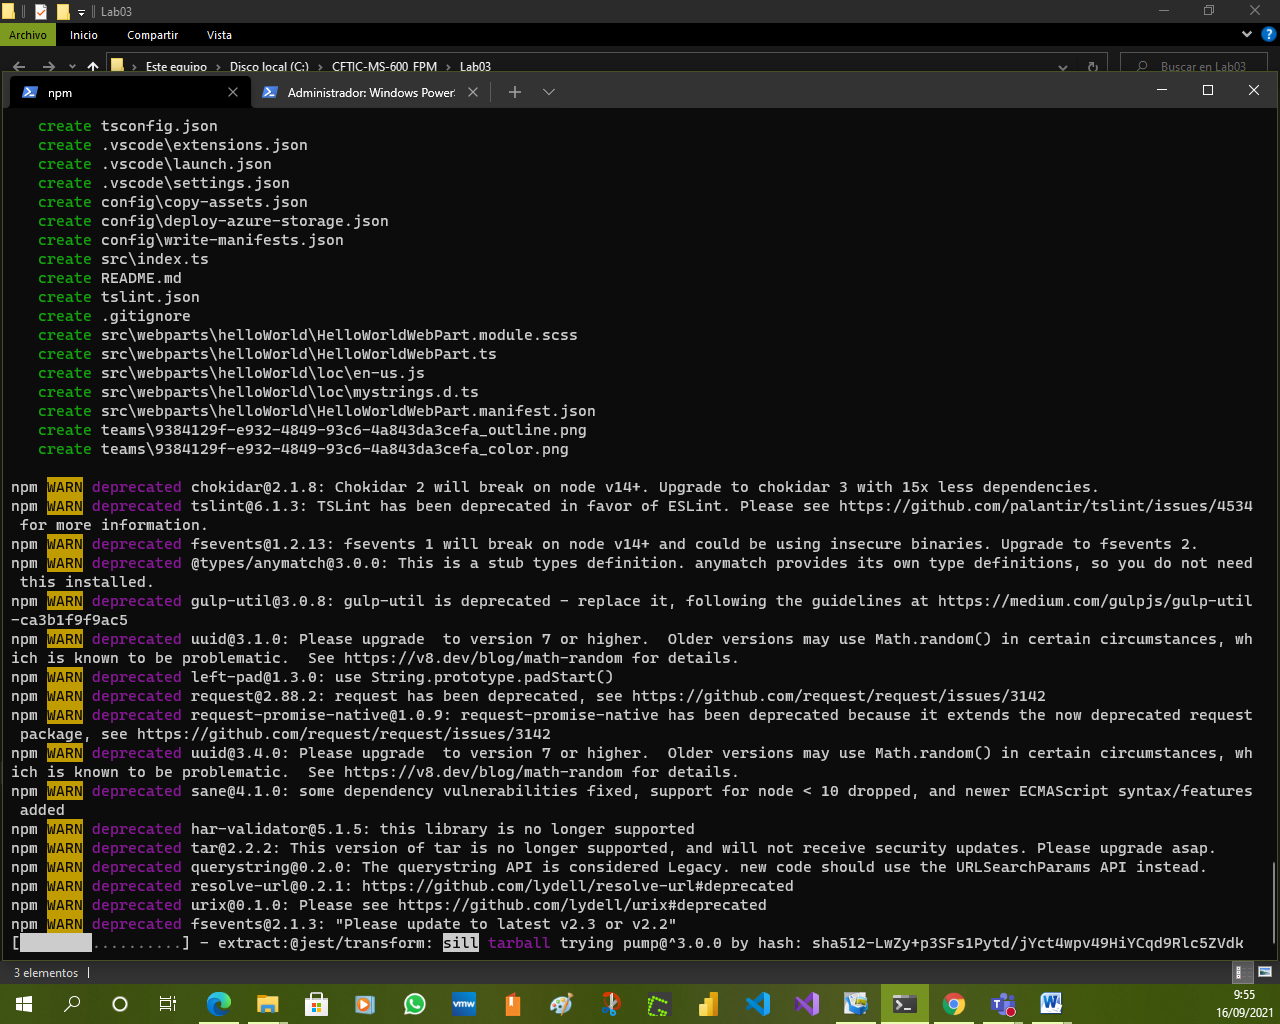 Lab03
Archivo Inicio Compartir Vista
Este equipo Disco local (C:) CFTIC-MS-600 FPM Lab03 Buscar en Lab03
npm Administrador: Windows Power
create tsconfig.json
create .vscode\extensions.json
create .vscode\launch.json
create .vscode\settings.json
create config\copy-assets.json
create config\deploy-azure-storage.json
create config\write-manifests.json
create src\index.ts
create README.md
create tslint.json
create .gitignore
create src\webparts\helloWorld\HelloWorldWebPart.module.scss
create src\webparts\helloWorld\HelloWorldWebPart.ts
create src\webparts\helloWorld\loc\en-us.js
create src\webparts\helloWorld\loc\mystrings.d.ts
create src\webparts\helloWorld\HelloWorldWebPart.manifest.json
create teams\9384129f-e932-4849-93c6-4a843da3cefa_outline.png
create teams\9384129f-e932-4849-93c6-4a843da3cefa_color.png
npm WARN deprecated chokidar@2.1.8: Chokidar 2 will break on node v14+. Upgrade to chokidar 3 with 15x less dependencies.
npm WARN deprecated tslint@6.1.3: TSLint has been deprecated in favor of ESLint. Please see https://github.com/palantir/tslint/issues/4534
for more information.
npm WARN deprecated fsevents@1.2.13: fsevents 1 will break on node v14+ and could be using insecure binaries. Upgrade to fsevents 2.
npm WARN deprecated @types/anymatch@3.0.0: This is a stub types definition. anymatch provides its own type definitions, so you do not need
this installed.
npm WARN deprecated gulp-util@3.0.8: gulp-util is deprecated - replace it, following the guidelines at https://medium.com/gulpjs/gulp-util
-ca3b1f9f9ac5
npm WARN deprecated uuid@3.1.0: Please upgrade  to version 7 or higher.  Older versions may use Math.random() in certain circumstances, wh
ich is known to be problematic.  See https://v8.dev/blog/math-random for details.
npm WARN deprecated left-pad@1.3.0: use String.prototype.padStart()
npm WARN deprecated request@2.88.2: request has been deprecated, see https://github.com/request/request/issues/3142
npm WARN deprecated request-promise-native@1.0.9: request-promise-native has been deprecated because it extends the now deprecated request
package, see https://github.com/request/request/issues/3142
npm WARN deprecated uuid@3.4.0: Please upgrade  to version 7 or higher.  Older versions may use Math.random() in certain circumstances, wh
ich is known to be problematic.  See https://v8.dev/blog/math-random for details.
npm WARN deprecated sane@4.1.0: some dependency vulnerabilities fixed, support for node < 10 dropped, and newer ECMAScript syntax/features
added
npm WARN deprecated har-validator@5.1.5: this library is no longer supported
npm WARN deprecated tar@2.2.2: This version of tar is no longer supported, and will not receive security updates. Please upgrade asap.
npm WARN deprecated querystring@0.2.0: The querystring API is considered Legacy. new code should use the URLSearchParams API instead.
npm WARN deprecated resolve-url@0.2.1: https://github.com/lydell/resolve-url#deprecated
npm WARN deprecated urix@0.1.0: Please see https://github.com/lydell/urix#deprecated
npm WARN deprecated fsevents@2.1.3: "Please update to latest v2.3 or v2.2"
[..........] - extract:@jest/transform: sill tarball trying pump@^3.0.0 by hash: sha512-LwZy+p3SFs1Pytd/jYct4wpv49HiYCqd9Rlc5ZVdk
3 elementos
vmw
9:55
16/09/2021